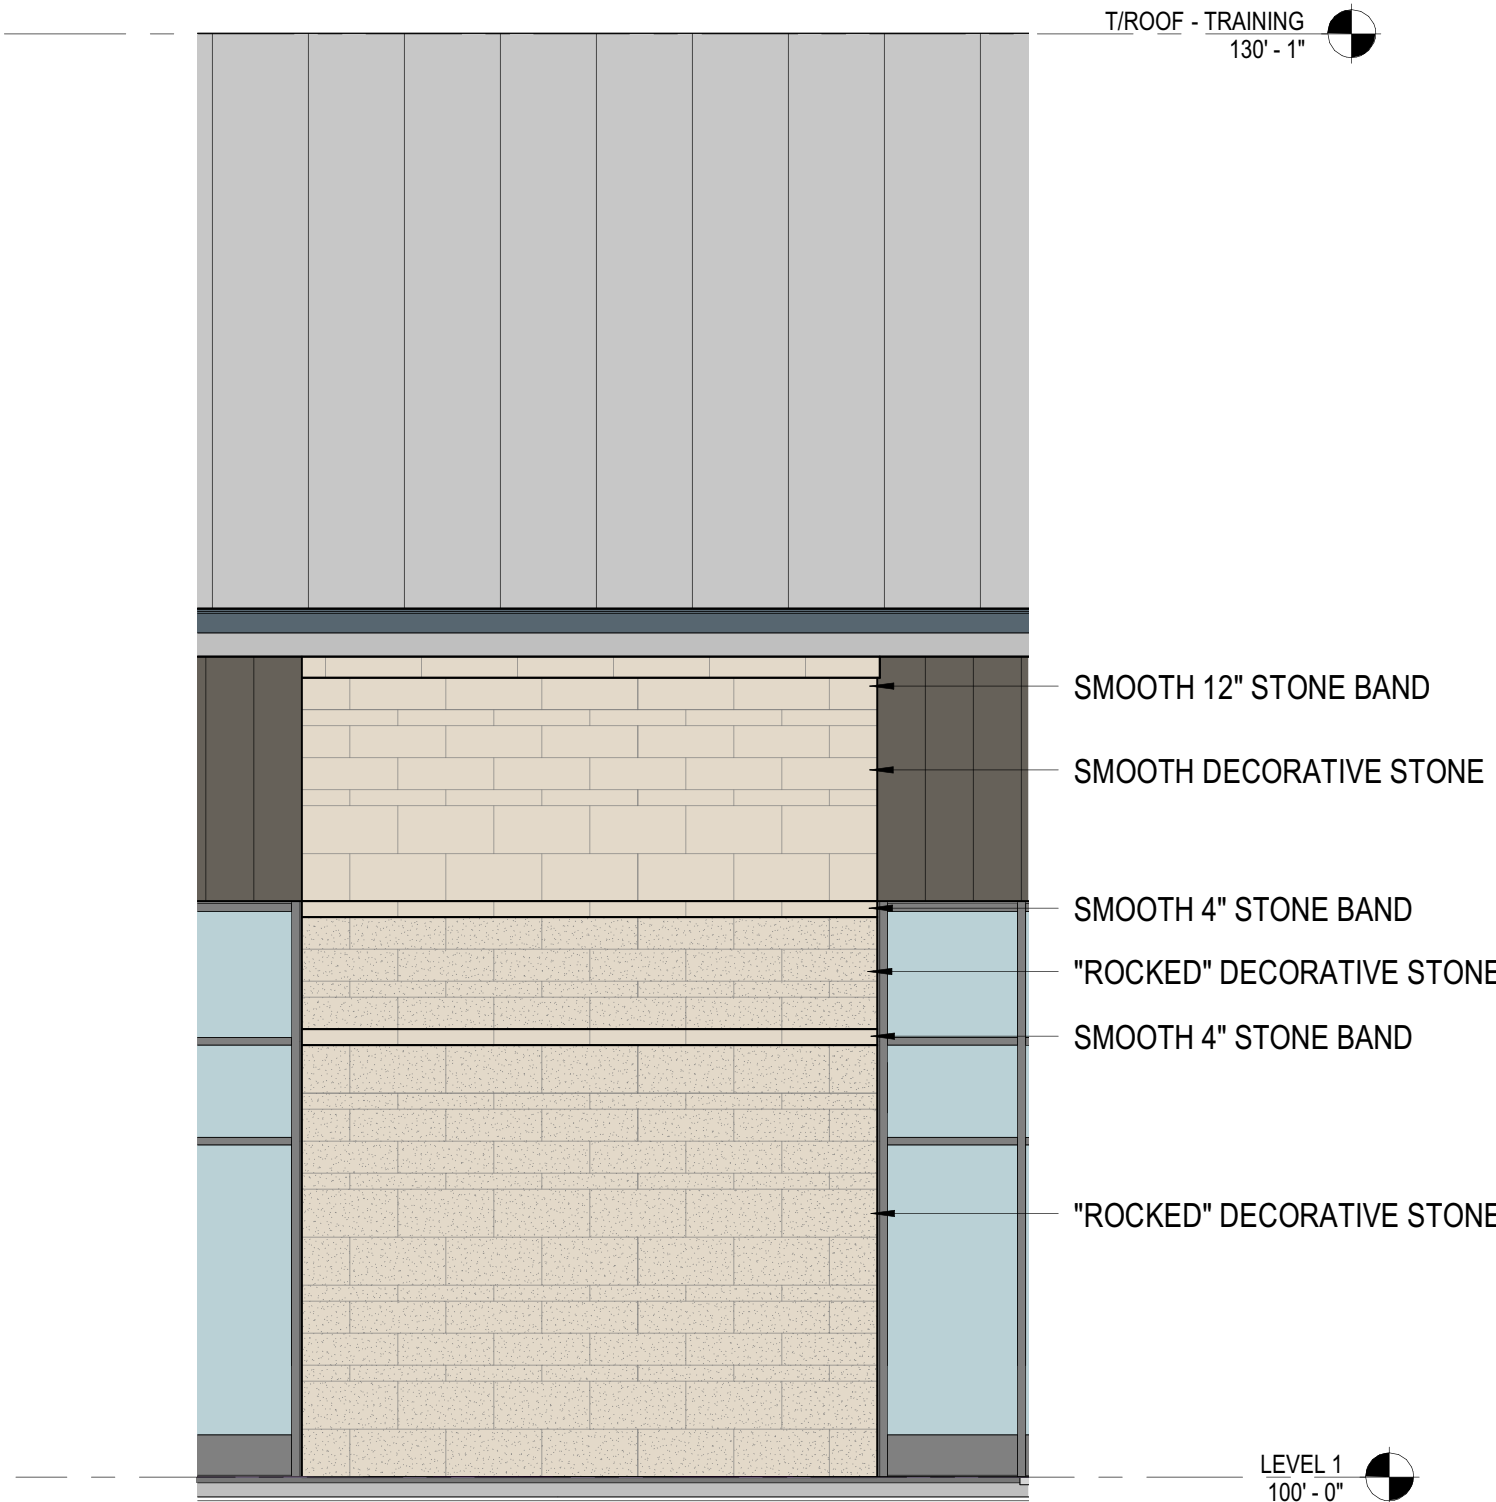 T/ROOF - TRAINING
130' - 1"
SMOOTH 12" STONE BAND
SMOOTH DECORATIVE STONE
SMOOTH 4" STONE BAND
"ROCKED" DECORATIVE STONE
SMOOTH 4" STONE BAND
"ROCKED" DECORATIVE STONE
LEVEL 1
100' - 0"